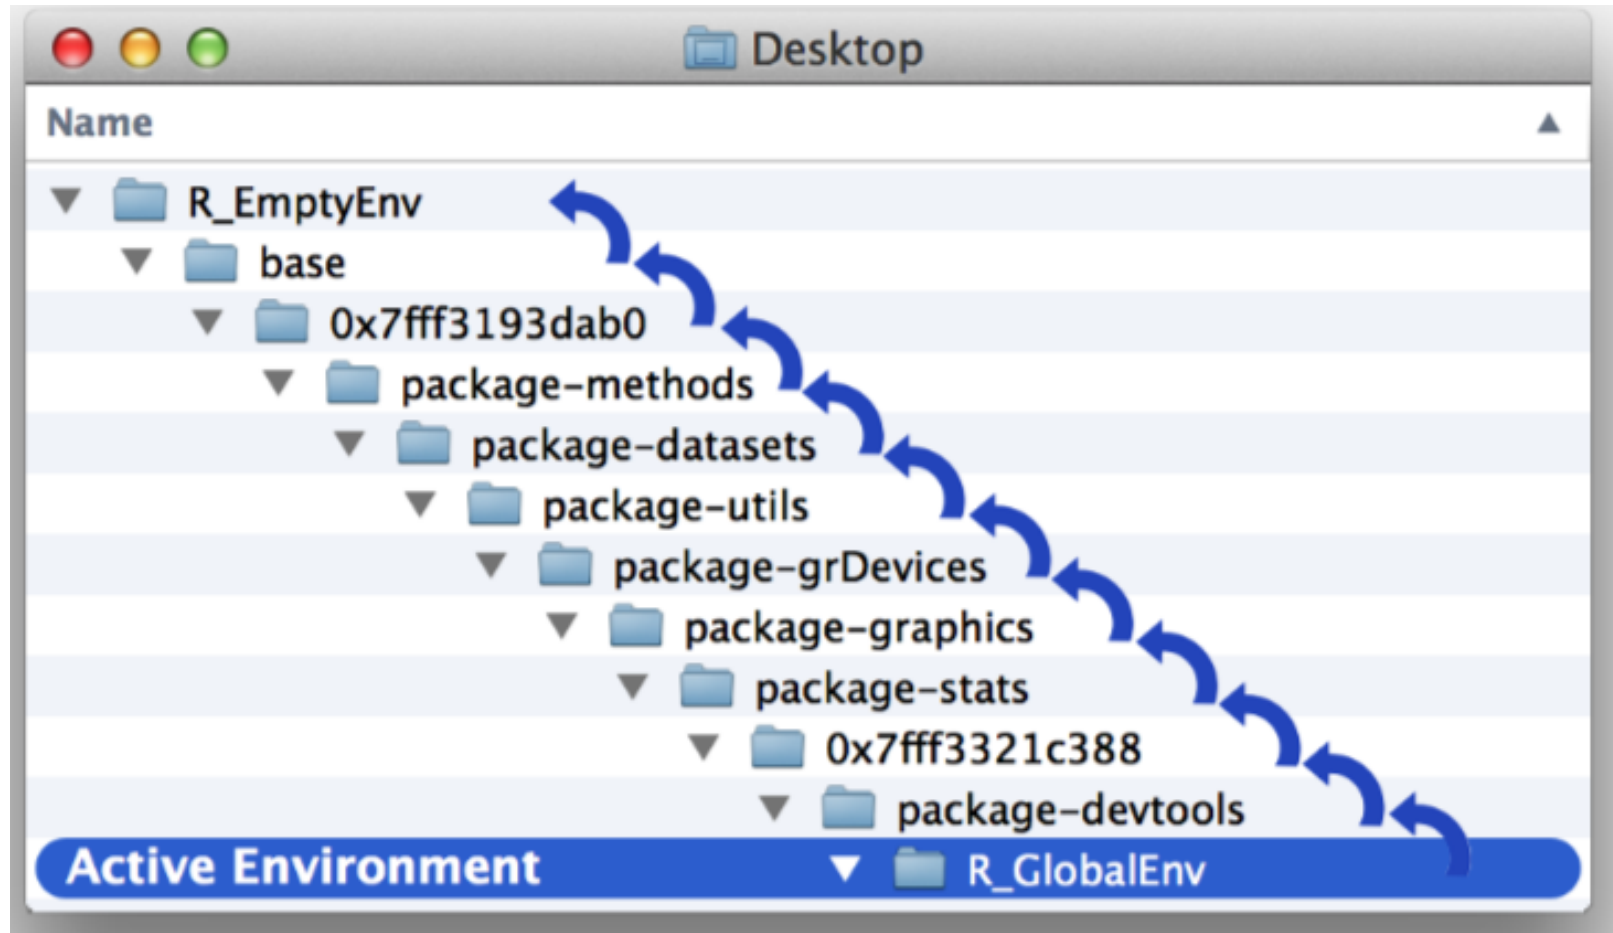 Desktop
Name
R_EmptyEnv
base
0x7fff3193dab0
package-methods
package-datasets
package-utils
package-grDevices
package-graphics
package-stats
0x7fff3321c388
package-devtools
Active Environment R_GlobalEnv